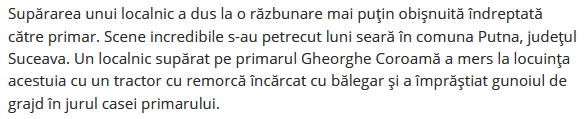 Supărarea unui localnic a dus la o răzbunare mai puţin obişnuită îndreptată
către primar. Scene incredibile s-au petrecut luni seară în comuna Putna, judeţul
Suceava. Un localnic supărat pe primarul Gheorghe Coroamă a mers la locuinţa
acestuia cu un tractor cu remorcă încărcat cu bălegar şi a împrăştiat gunoiul de
grajd în jurul casei primarului.